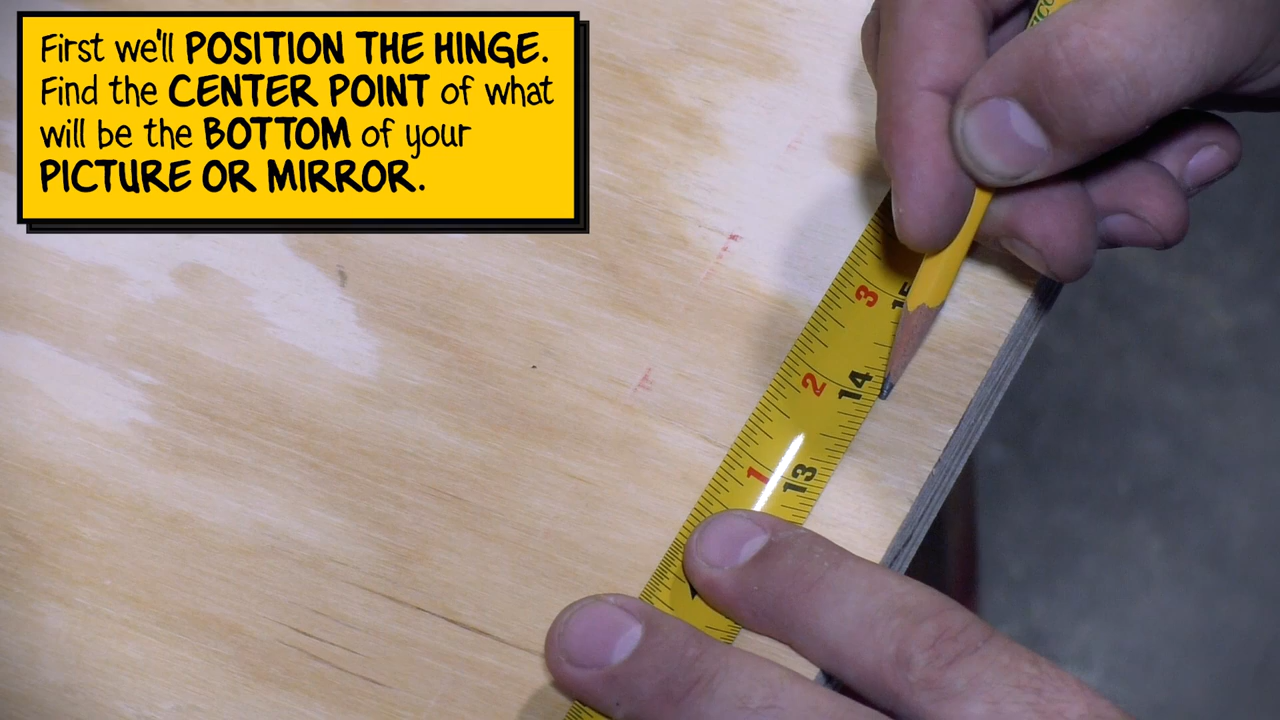 First we'll POSITION THE HINGE.
Find the CENTER POINT of what
will be the BOTTOM of your
PICTURE OR MIRROR.
3 15
2 14
1 13